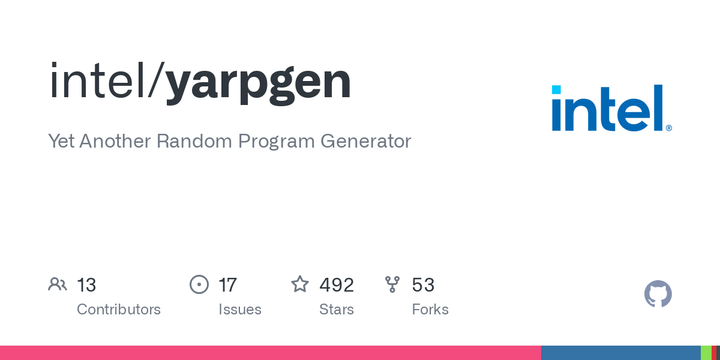 intel/yarpgen
Yet Another Random Program Generator
intel®
13
Contributors
17
Issues
492
Stars
53
Forks